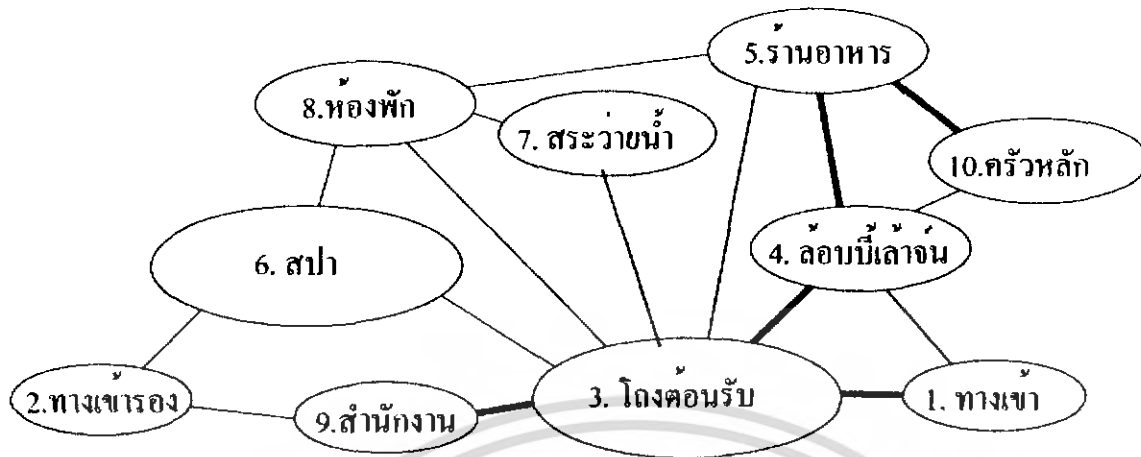 5.ร้านอาหาร
8.ห้องพัก
7. สระว่ายน้ำ
10.ครัวหลัก
6. สปา
4. ล้อบบี้เล้าจ์น
2.ทางเข้ารอง
9.สำนักงาน
3. โถงต้อนรับ
1. ทางเข้า